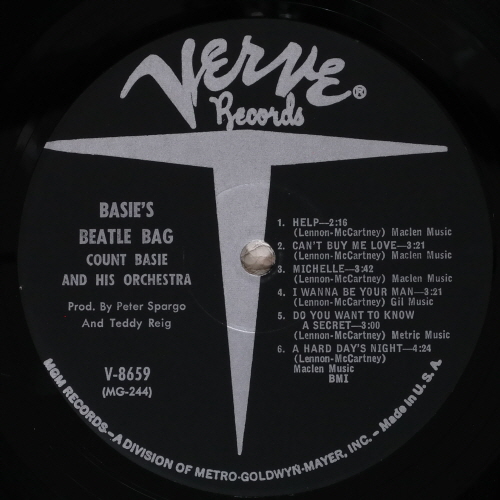 Verve®
Records
BASIE'S
BEATLE BAG
COUNT BASIE
AND HIS ORCHESTRA
Prod. By Peter Spargo
And Teddy Reig
V-8659
(MG-244)
1. HELP—2:16
(Lennon-McCartney) Maclen Music
2. CAN'T BUY ME LOVE—3:21
(Lennon-McCartney) Maclen Music
3. MICHELLE—3:42
(Lennon-McCartney) Maclen Music
4. I WANNA BE YOUR MAN—3:21
(Lennon-McCartney) Gil Music
5. DO YOU WANT TO KNOW
A SECRET—3:00
(Lennon-McCartney) Metric Music
6. A HARD DAY'S NIGHT—4:24
(Lennon-McCartney)
Maclen Music
BMI
MGM RECORDS—A DIVISION OF METRO-GOLDWYN-MAYER, INC. – Made in U. S. A.